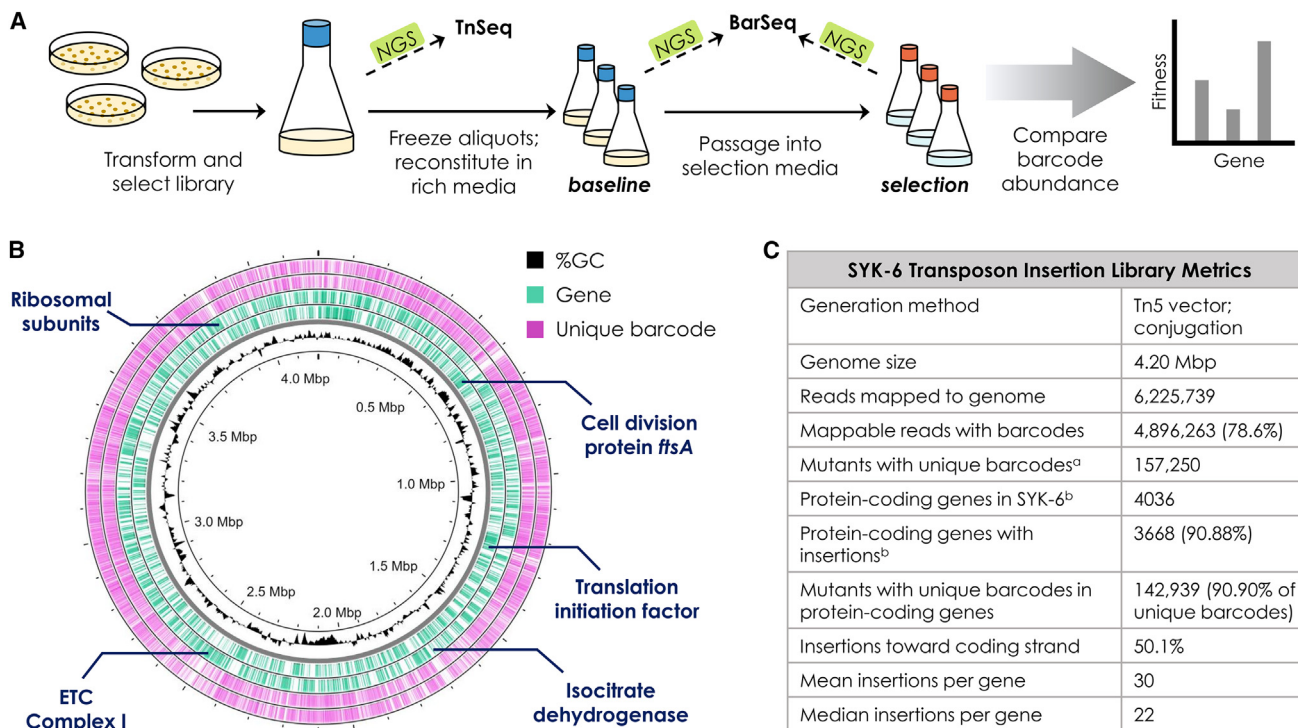 A
NGS
TnSeq
NGS
BarSeq
NGS
Transform and
select library
Freeze aliquots;
reconstitute in
rich media
baseline
Passage into
selection media
selection
Compare
barcode
abundance
Fitness
Gene
B
%GC
Gene
Unique barcode
Ribosomal
subunits
4.0 Mbp
0.5 Mbp
Cell division
protein ftsA
3.5 Mbp
1.0 Mbp
3.0 Mbp
1.5 Mbp
Translation
initiation factor
2.5 Mbp
2.0 Mbp
ETC
Complex I
Isocitrate
dehydrogenase
C
SYK-6 Transposon Insertion Library Metrics
Generation method Tn5 vector;
conjugation
Genome size 4.20 Mbp
Reads mapped to genome 6,225,739
Mappable reads with barcodes 4,896,263 (78.6%)
Mutants with unique barcodesᵃ 157,250
Protein-coding genes in SYK-6ᵇ 4036
Protein-coding genes with 3668 (90.88%)
insertionsᵇ
Mutants with unique barcodes in 142,939 (90.90% of
protein-coding genes unique barcodes)
Insertions toward coding strand 50.1%
Mean insertions per gene 30
Median insertions per gene 22